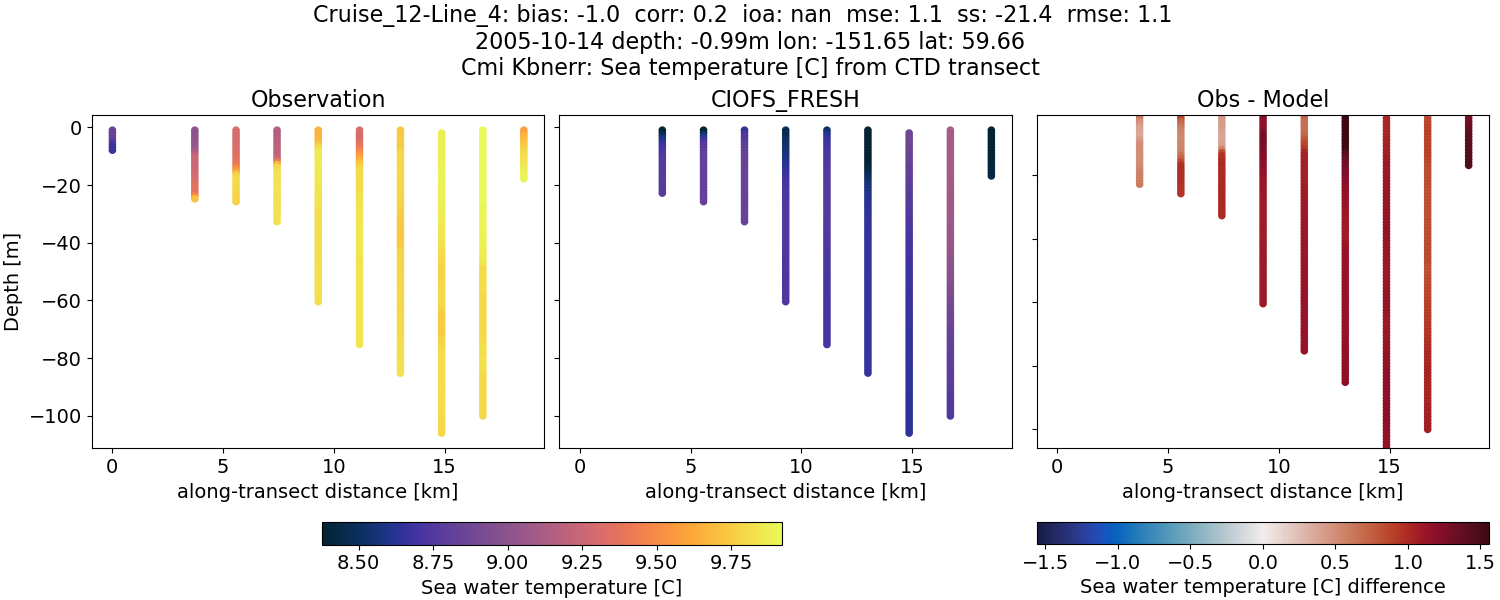 Cruise_12-Line_4: bias: -1.0  corr: 0.2  ioa: nan  mse: 1.1  ss: -21.4  rmse: 1.1
2005-10-14 depth: -0.99m lon: -151.65 lat: 59.66
Cmi Kbnerr: Sea temperature [C] from CTD transect
Observation
CIOFS_FRESH
Obs - Model
Depth [m]
0
−20
−40
−60
−80
−100
0 5 10 15
0 5 10 15
0 5 10 15
along-transect distance [km]
along-transect distance [km]
along-transect distance [km]
8.50 8.75 9.00 9.25 9.50 9.75
Sea water temperature [C]
−1.5 −1.0 −0.5 0.0 0.5 1.0 1.5
Sea water temperature [C] difference